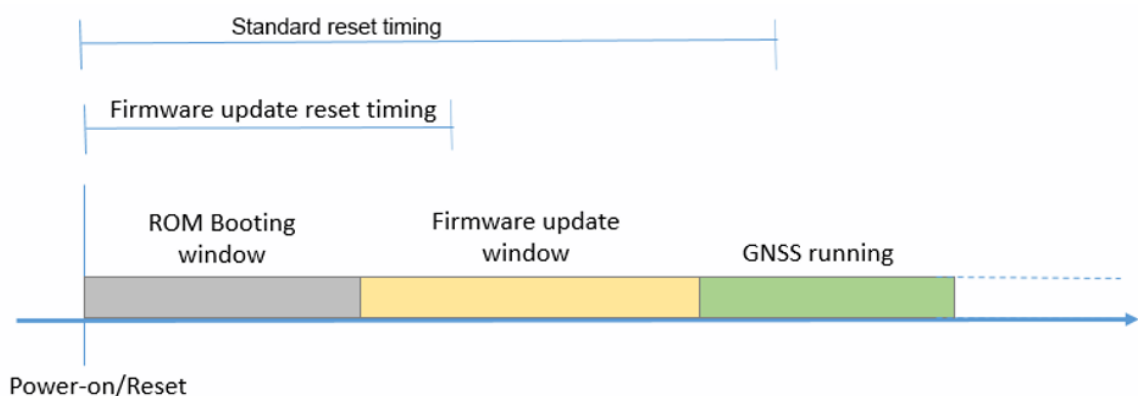 Standard reset timing
Firmware update reset timing
ROM Booting
window
Firmware update
window
GNSS running
Power-on/Reset